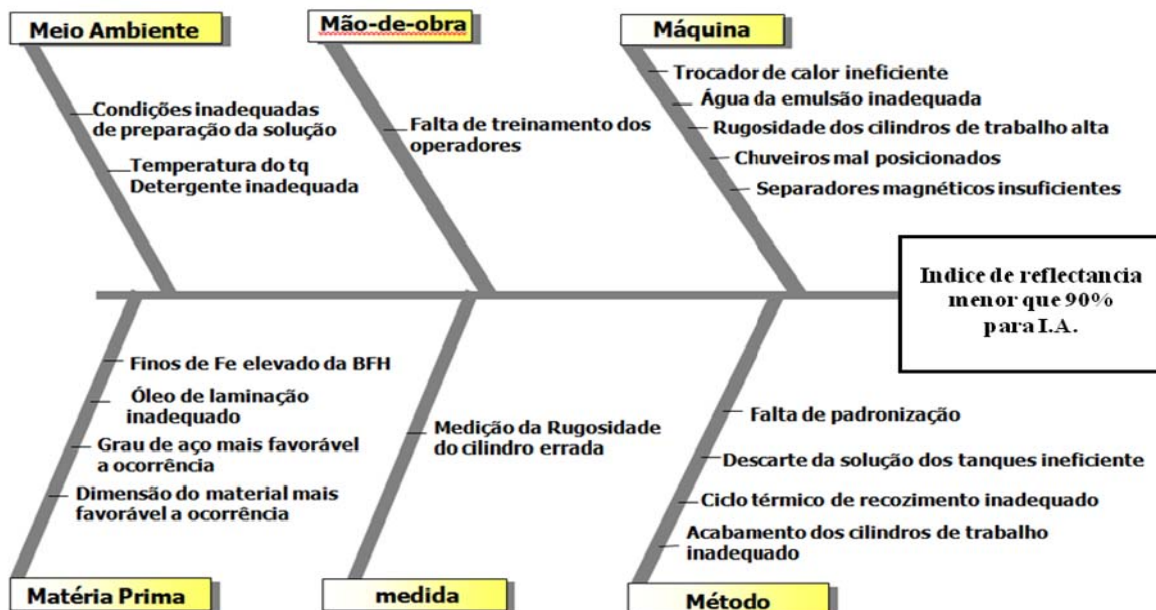 Meio Ambiente
Condições inadequadas
de preparação da solução
Temperatura do tq
Detergente inadequada
Mão-de-obra
Falta de treinamento dos
operadores
Máquina
Trocador de calor ineficiente
Água da emulsão inadequada
Rugosidade dos cilindros de trabalho alta
Chuveiros mal posicionados
Separadores magnéticos insuficientes
Indice de reflectancia
menor que 90%
para I.A.
Finos de Fe elevado da BFH
Óleo de laminação
inadequado
Grau de aço mais favorável
a ocorrência
Dimensão do material mais
favorável a ocorrência
Matéria Prima
Medição da Rugosidade
do cilindro errada
medida
Falta de padronização
Descarte da solução dos tanques ineficiente
Ciclo térmico de recozimento inadequado
Acabamento dos cilindros de trabalho
inadequado
Método